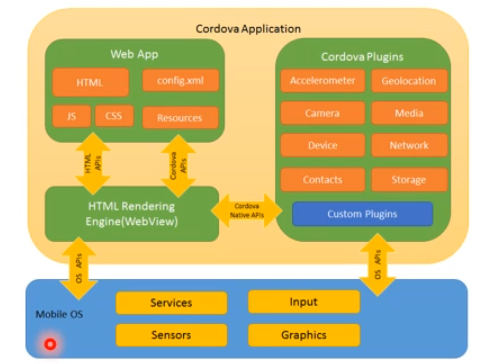 Cordova Application
Web App
HTML
config.xml
JS
CSS
Resources
HTML
APIs
Cordova
APIs
HTML Rendering
Engine(WebView)
Cordova
Native APIs
Cordova Plugins
Accelerometer
Geolocation
Camera
Media
Device
Network
Contacts
Storage
Custom Plugins
OS APIs
OS APIs
Mobile OS
Services
Input
Sensors
Graphics